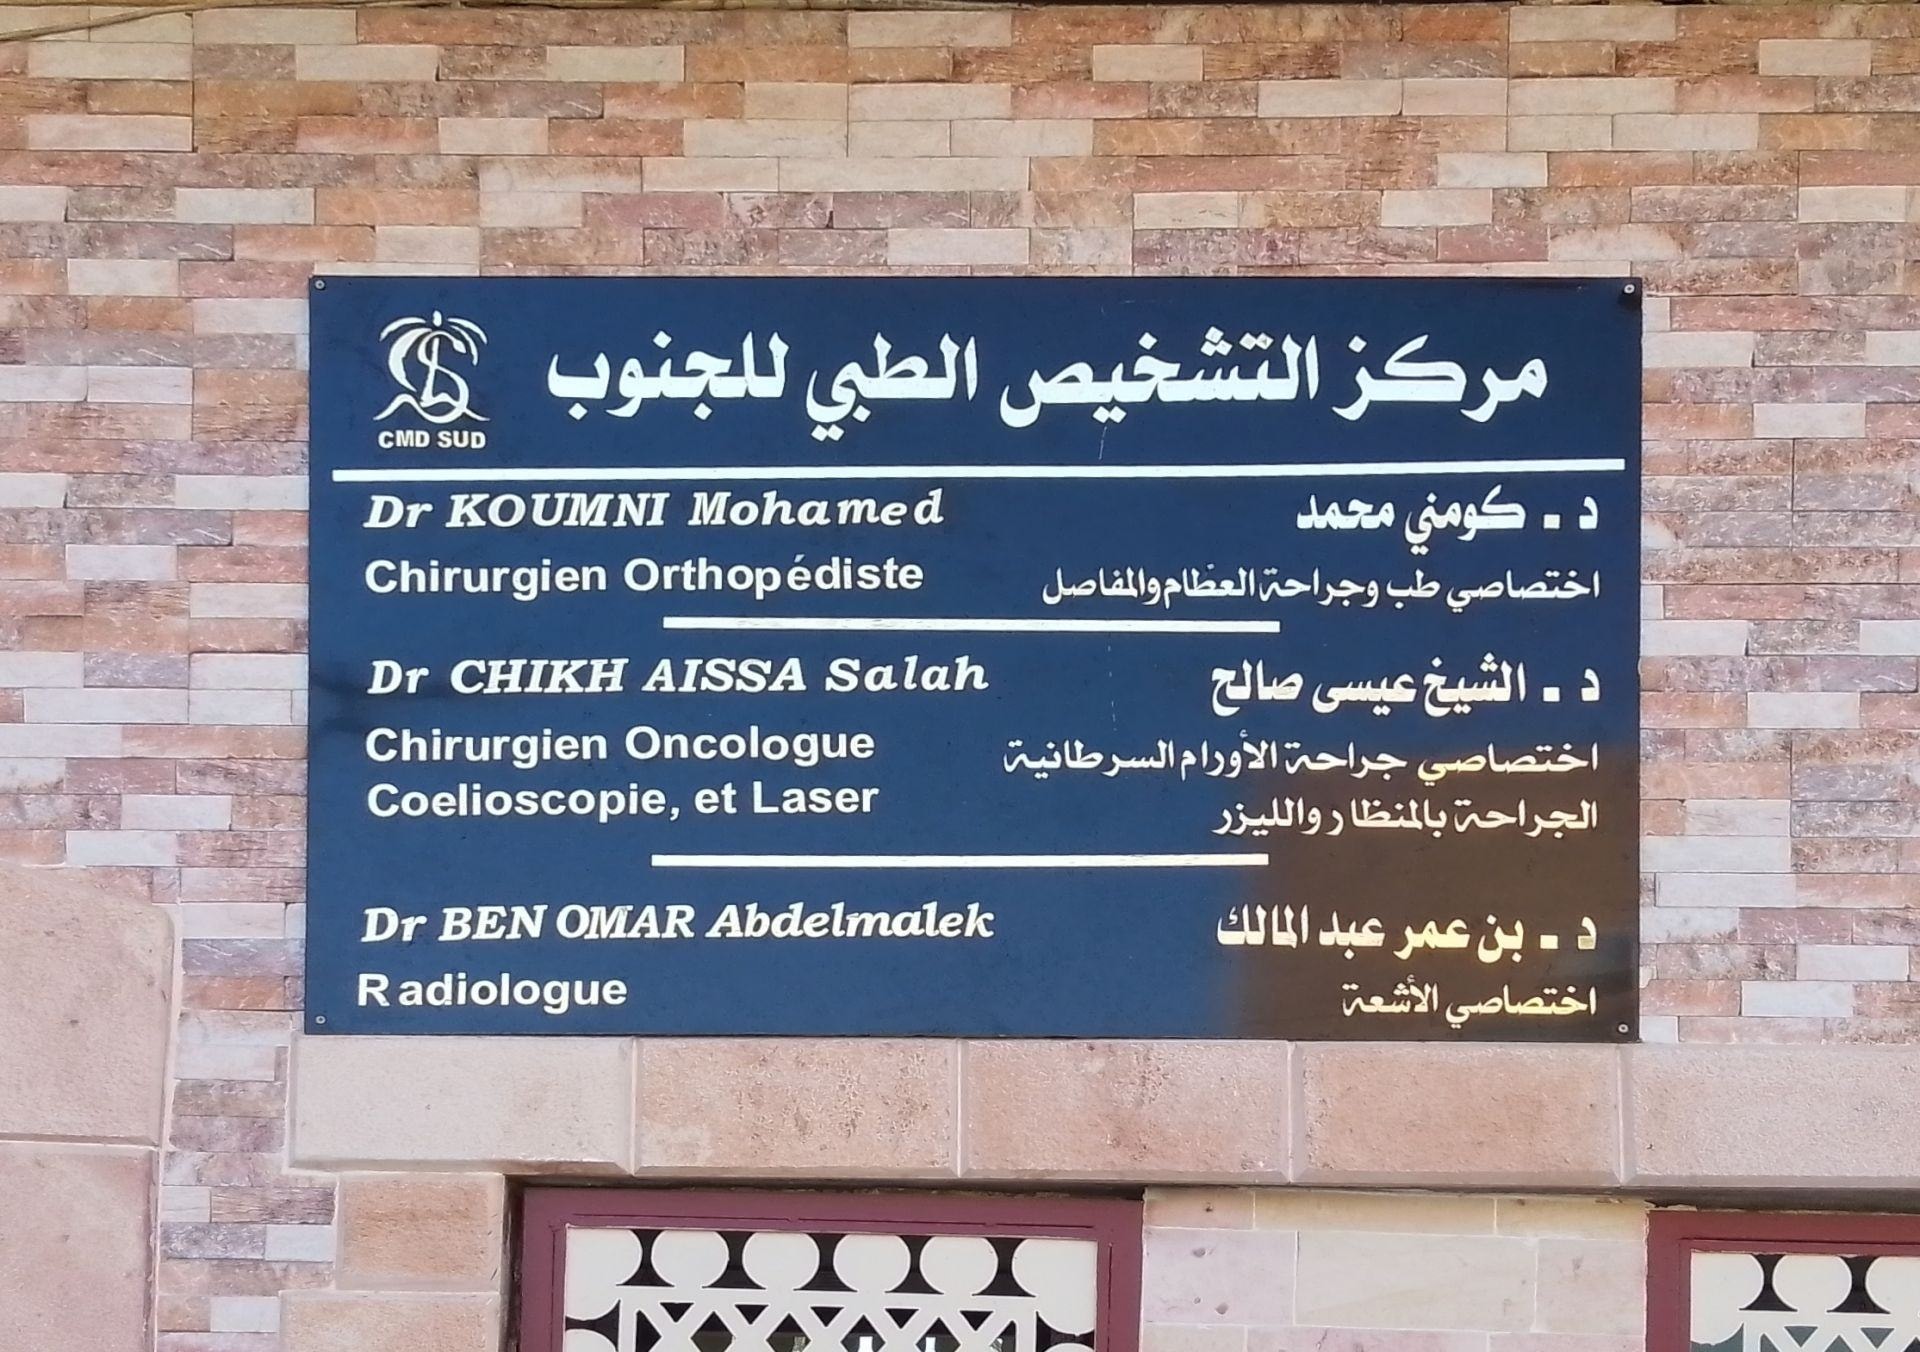 مركز التشخيص الطبي للجنوب
CMD SUD
Dr KOUMNI Mohamed
د. كومني محمد
Chirurgien Orthopédiste
اختصاصي طب وجراحة العظام والمفاصل
Dr CHIKH AISSA Salah
د. الشيخ عيسى صالح
Chirurgien Oncologue
اختصاصي جراحة الأورام السرطانية
Coelioscopie, et Laser
الجراحة بالمنظار والليزر
Dr BEN OMAR Abdelmalek
د. بن عمر عبد المالك
Radiologue
اختصاصي الأشعة